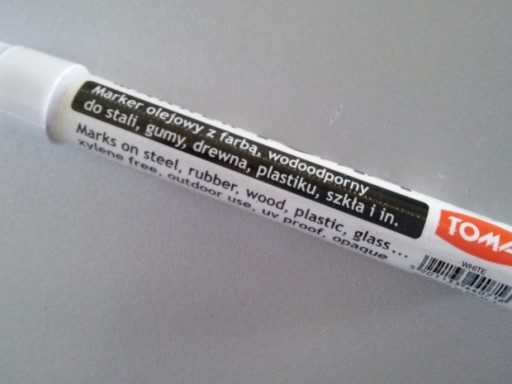 Marker olejowy z farbą, wodoodporny
do stali, gumy, drewna, plastiku, szkła i in.
Marks on steel, rubber, wood, plastic, glass...
xylene free, outdoor use, uv proof, opaque
TOMA
WHITE